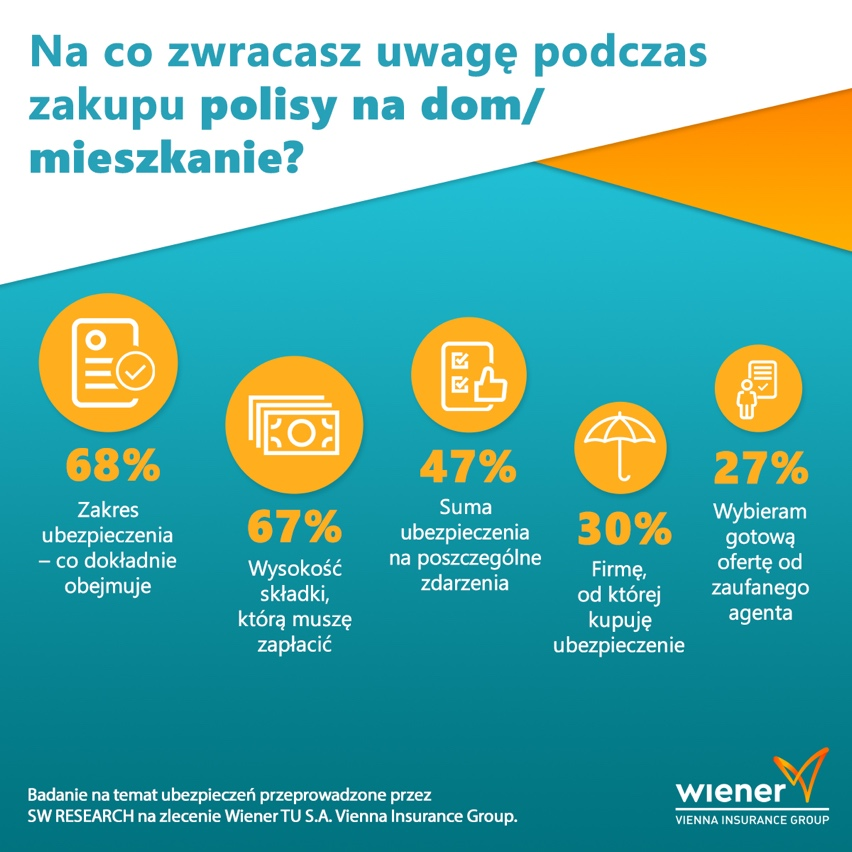 Na co zwracasz uwagę podczas
zakupu polisy na dom/
mieszkanie?
68%
Zakres
ubezpieczenia
– co dokładnie
obejmuje
67%
Wysokość
składki,
którą muszę
zapłacić
47%
Suma
ubezpieczenia
na poszczególne
zdarzenia
30%
Firmę,
od której
kupuję
ubezpieczenie
27%
Wybieram
gotową
ofertę od
zaufanego
agenta
Badanie na temat ubezpieczeń przeprowadzone przez
SW RESEARCH na zlecenie Wiener TU S.A. Vienna Insurance Group.
wiener
VIENNA INSURANCE GROUP